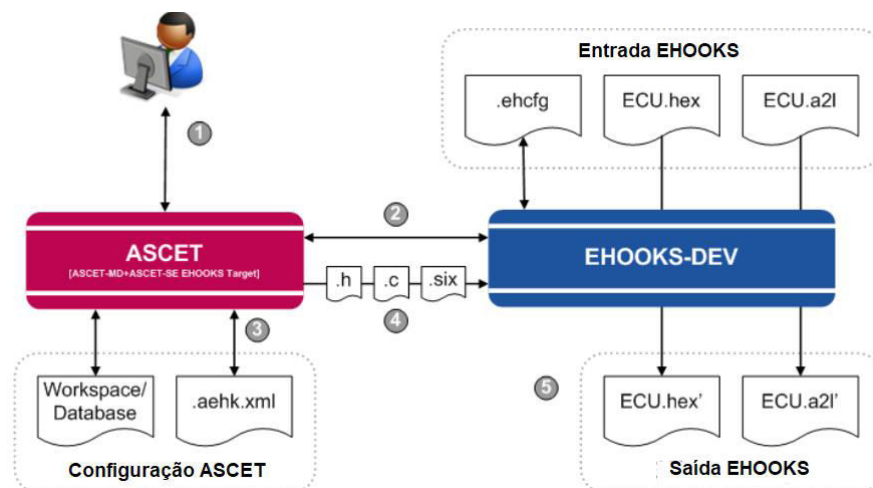 Entrada EHOOKS
.ehcfg
ECU.hex
ECU.a2l
1
2
ASCET
[ASCET-MD+ASCET-SE EHOOKS Target]
EHOOKS-DEV
.h
.c
.six
3
4
5
Workspace/
Database
.aehk.xml
ECU.hex'
ECU.a2l'
Configuração ASCET
Saída EHOOKS